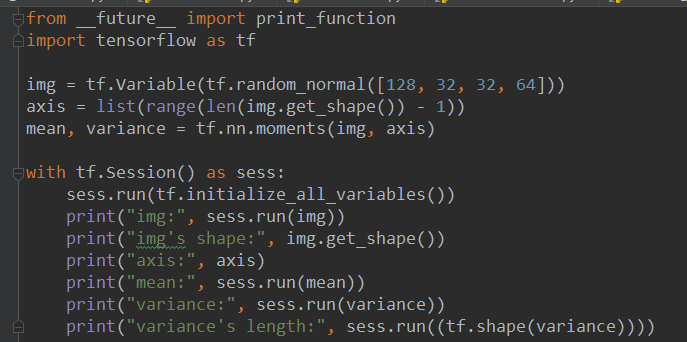 from __future__ import print_function
import tensorflow as tf
img = tf.Variable(tf.random_normal([128, 32, 32, 64]))
axis = list(range(len(img.get_shape()) - 1))
mean, variance = tf.nn.moments(img, axis)
with tf.Session() as sess:
    sess.run(tf.initialize_all_variables())
    print("img:", sess.run(img))
    print("img's shape:", img.get_shape())
    print("axis:", axis)
    print("mean:", sess.run(mean))
    print("variance:", sess.run(variance))
    print("variance's length:", sess.run((tf.shape(variance))))